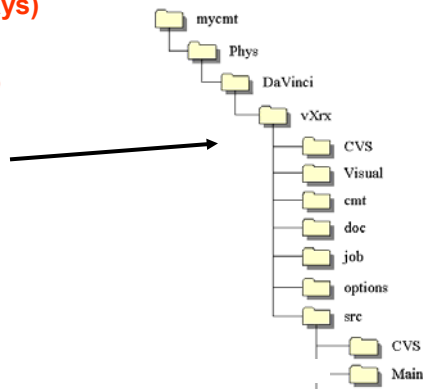 ys)
mycmt
Phys
DaVinci
vXrx
CVS
Visual
cmt
doc
job
options
src
CVS
Main